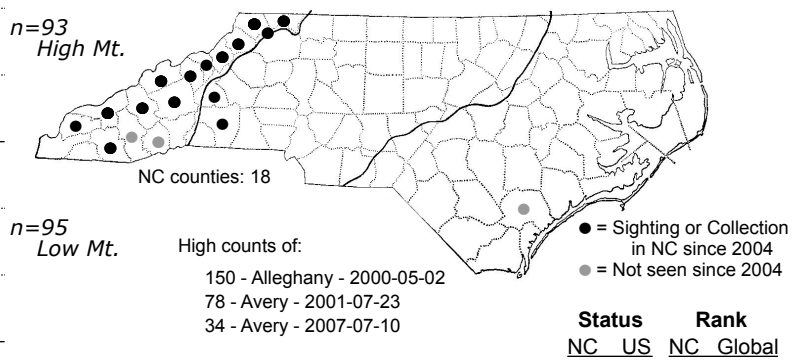 n=93
High Mt.
NC counties: 18
n=95
Low Mt.
High counts of:
150 - Alleghany - 2000-05-02
78 - Avery - 2001-07-23
34 - Avery - 2007-07-10
= Sighting or Collection
in NC since 2004
= Not seen since 2004
Status Rank
NC US NC Global